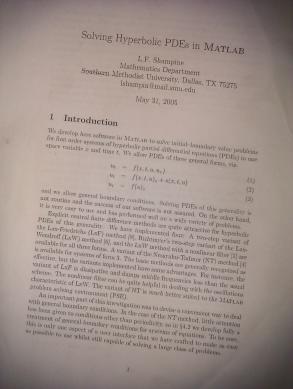 Solving Hyperbolic PDEs in MATLAB
L.F. Shampine
Mathematics Department
Southern Methodist University, Dallas, TX 75275
lshampin@mail.smu.edu
May 31, 2005
1 Introduction
We develop here software in MATLAB to solve initial-boundary value problems
for first order systems of hyperbolic partial differential equations (PDEs) in one
space variable x and time t. We allow PDEs of three general forms, viz.
(1)
(2)
(3)
and we allow general boundary conditions. Solving PDEs of this generality is
not routine and the success of our software is not assured. On the other hand,
it is very easy to use and has performed well on a wide variety of problems.
Explicit central finite difference methods are quite attractive for hyperbolic
PDEs of this generality. We have implemented four: A two-step variant of
the Lax-Friedrichs (LxF) method [9], Richtmyer's two-step variant of the Lax-
Wendroff (LxW) method [9], and the LxW method with a nonlinear filter [3] are
available for all three forms. A variant of the Nessyahu-Tadmor (NT) method
is available for systems of form 3. The basic methods are generally recognized as
effective, but the variants implemented have some advantages. For instance, the
variant of LxF is dissipative and damps middle frequencies less than the usual
scheme. The nonlinear filter can be quite helpful in dealing with the oscillations
characteristic of LxW. The variant of NT is much better suited to the MATLAB
problem solving environment (PSE).
An important part of this investigation was to devise a convenient way to deal
with general boundary conditions. In the case of the NT method, little attention
has been given to conditions other than periodicity, so in §4.2 we develop fully a
treatment of general boundary conditions for systems of equations. To be sure,
this is only one aspect of a user interface that we have crafted to make as easy
as possible to use whilst still capable of solving a large class of problems.
1